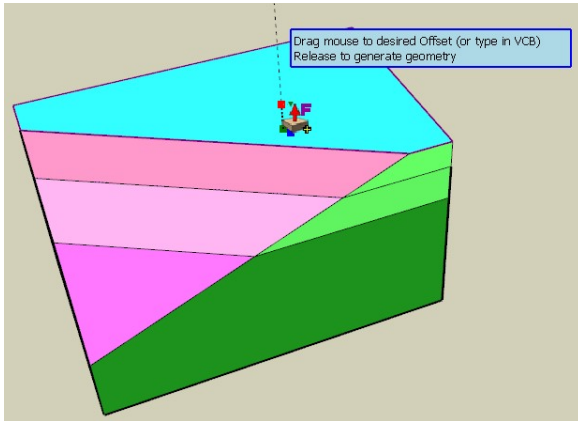 Drag mouse to desired Offset (or type in VCB)
Release to generate geometry
F